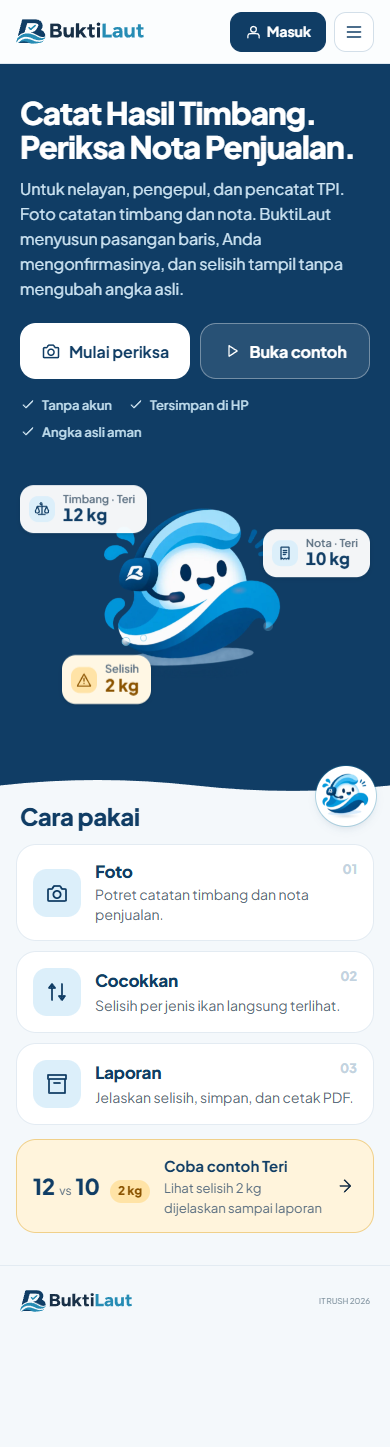 BuktiLaut
Masuk
Catat Hasil Timbang.
Periksa Nota Penjualan.
Untuk nelayan, pengepul, dan pencatat TPI.
Foto catatan timbang dan nota. BuktiLaut
menyusun pasangan baris, Anda
mengonfirmasinya, dan selisih tampil tanpa
mengubah angka asli.
Mulai periksa
Buka contoh
Tanpa akun
Tersimpan di HP
Angka asli aman
Timbang · Teri
12 kg
Nota · Teri
10 kg
Selisih
2 kg
Cara pakai
Foto
01
Potret catatan timbang dan nota
penjualan.
Cocokkan
02
Selisih per jenis ikan langsung terlihat.
Laporan
03
Jelaskan selisih, simpan, dan cetak PDF.
12 vs 10 2 kg
Coba contoh Teri
Lihat selisih 2 kg
dijelaskan sampai laporan
BuktiLaut
ITRUSH 2026